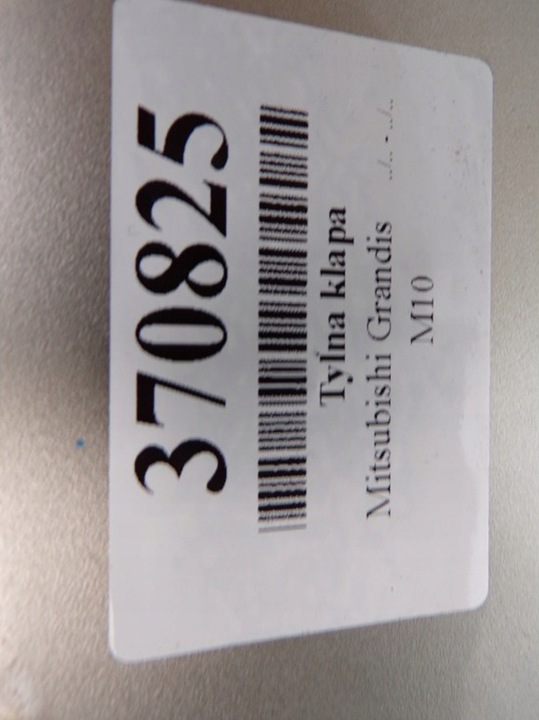 370825
Tylna klapa
Mitsubishi Grandis ../.. - ../..
M10